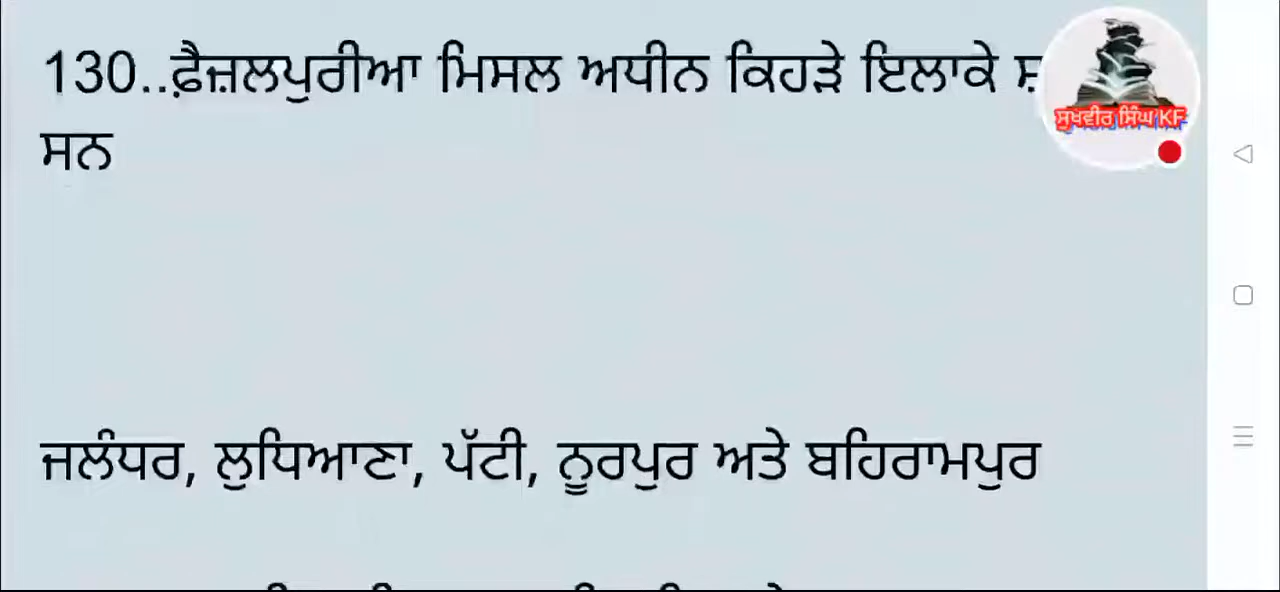 130..ਫ਼ੈਜ਼ਲਪੁਰੀਆ ਮਿਸਲ ਅਧੀਨ ਕਿਹੜੇ ਇਲਾਕੇ
ਸਨ
ਸੁਖਵੀਰ ਸਿੰਘ KF
ਜਲੰਧਰ, ਲੁਧਿਆਣਾ, ਪੱਟੀ, ਨੂਰਪੁਰ ਅਤੇ ਬਹਿਰਾਮਪੁਰ